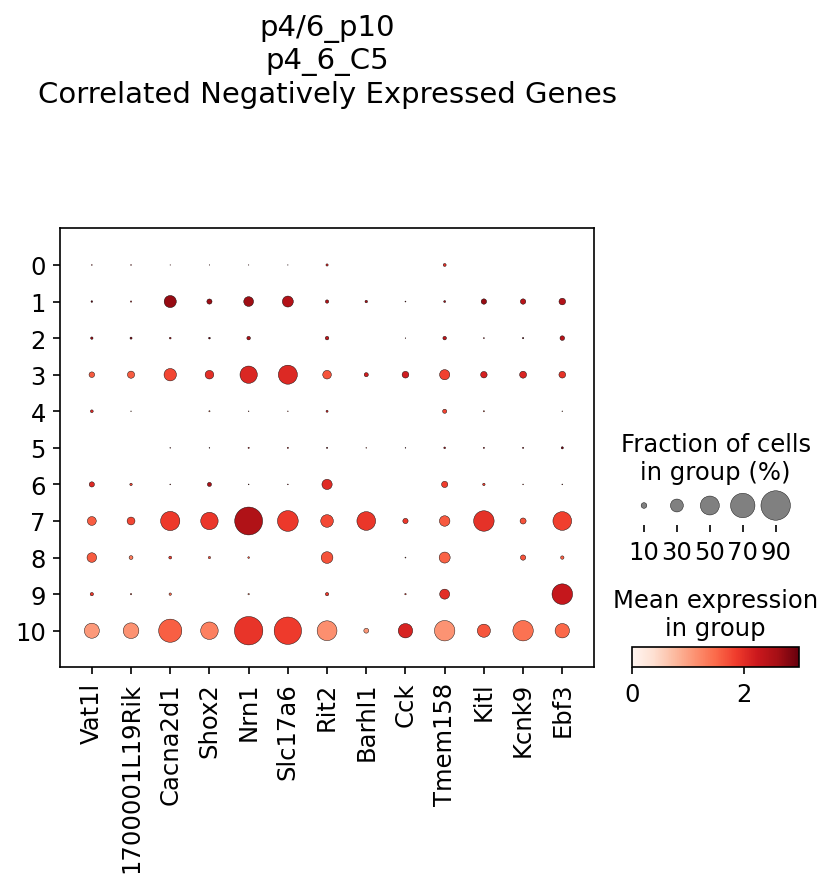 p4/6_p10
p4_6_C5
Correlated Negatively Expressed Genes
0
1
2
3
4
5
6
7
8
9
10
Vat1l
1700001L19Rik
Cacna2d1
Shox2
Nrn1
Slc17a6
Rit2
Barhl1
Cck
Tmem158
Kitl
Kcnk9
Ebf3
Fraction of cells
in group (%)
10 30 50 70 90
Mean expression
in group
0 2